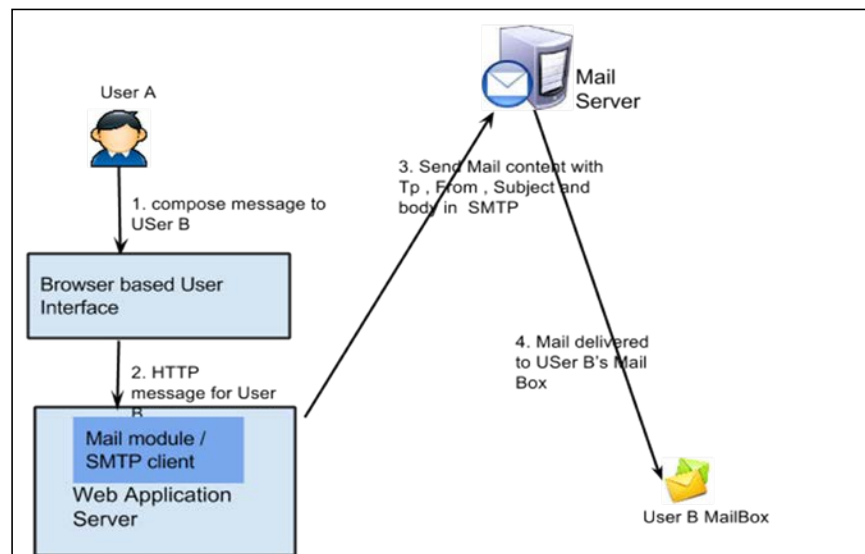 User A
Mail
Server
1. compose message to
USer B
3. Send Mail content with
Tp , From , Subject and
body in SMTP
Browser based User
Interface
2. HTTP
message for User
B
4. Mail delivered
to USer B's Mail
Box
Mail module /
SMTP client
Web Application
Server
User B MailBox